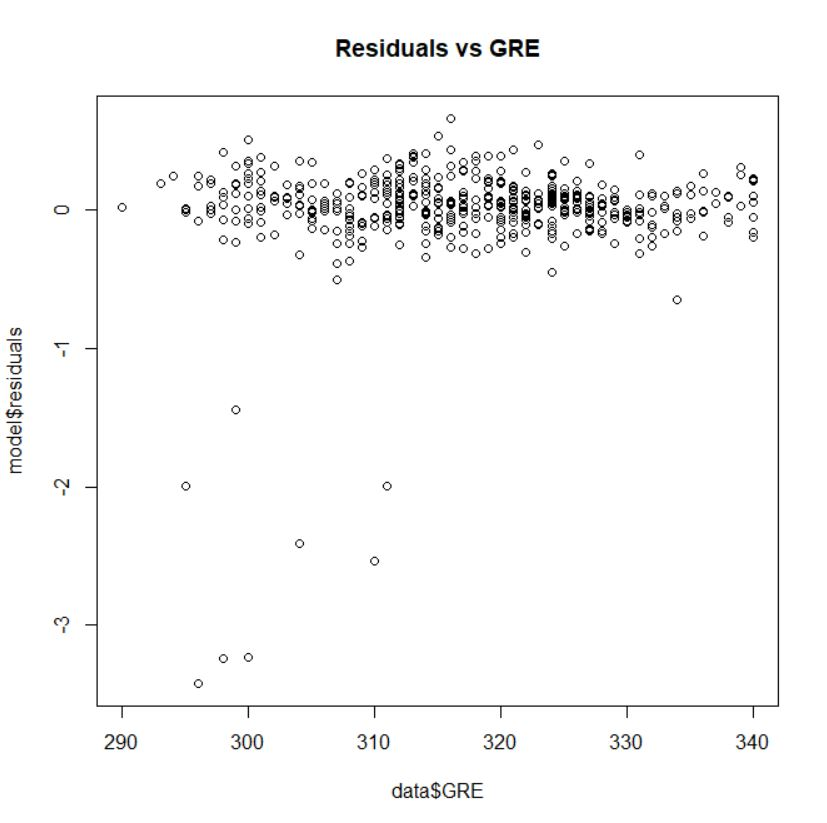 Residuals vs GRE
0
-1
-2
-3
model$residuals
290 300 310 320 330 340
data$GRE